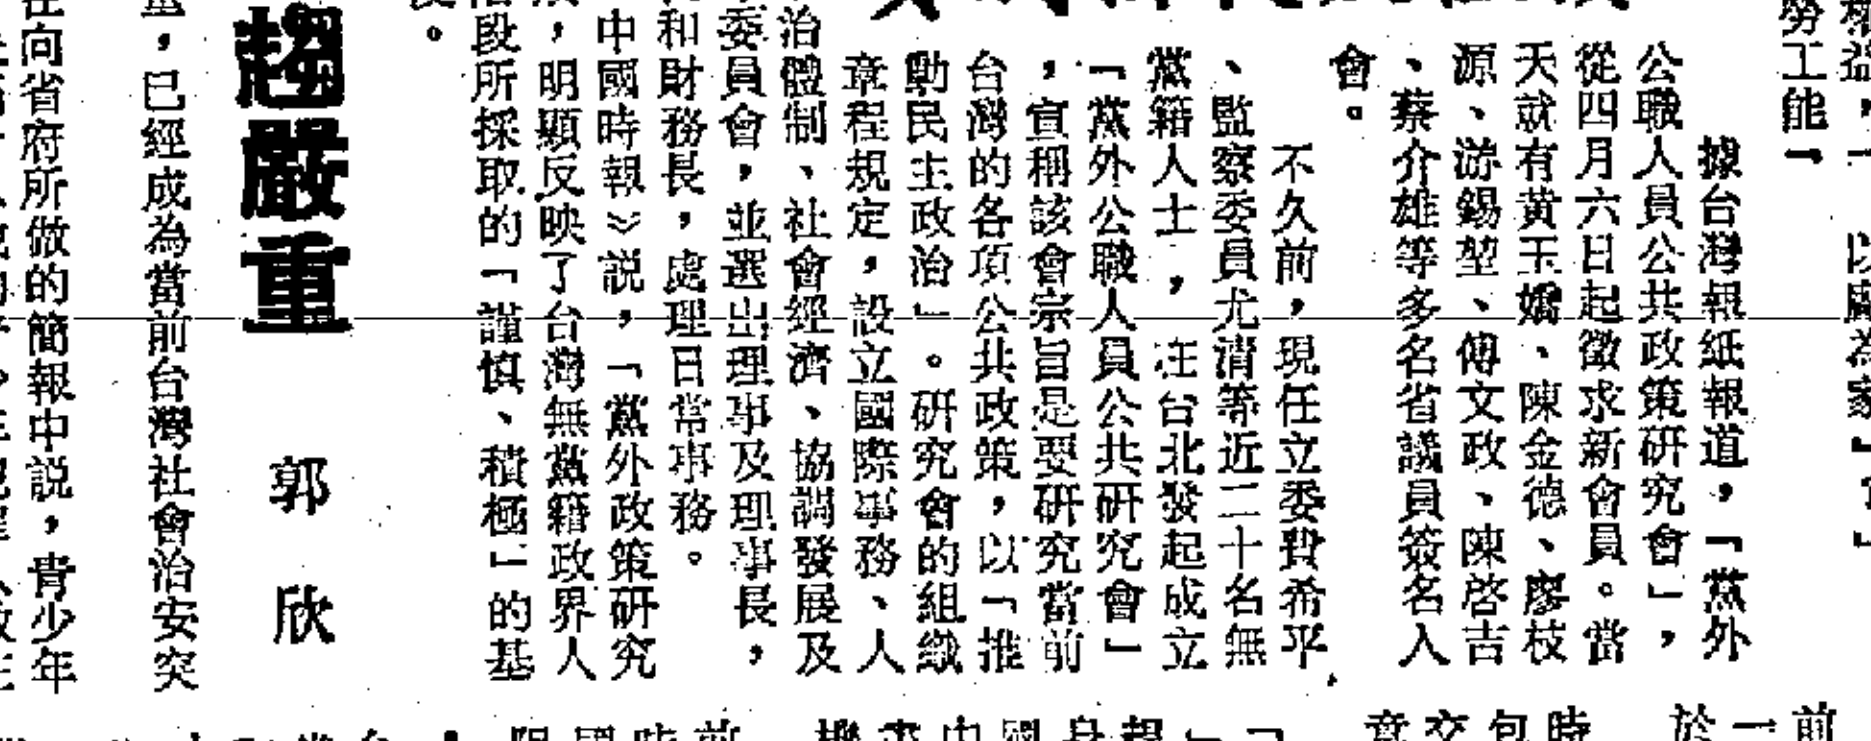 勞工能
據台灣報紙報道，「黨外
公職人員公共政策研究會」，
從四月六日起徵求新會員。當
天就有黃玉嬌、陳金德、廖枝
源、游錫堃、傅文政、陳啓吉
、蔡介雄等多名省議員簽名入
會。
不久前，現任立委費希平
、監察委員尤清等近二十名無
黨籍人士，在台北發起成立
「黨外公職人員公共研究會」
，宣稱該會宗旨是要研究當前
台灣的各項公共政策，以「推
動民主政治」。研究會的組織
章程規定，設立國際事務、人
治體制、社會經濟、協調發展及
委員會，並選出理事及理事長，
和財務長，處理日常事務。
中國時報》説，「黨外政策研究
，明顯反映了台灣無黨籍政界人
段所採取的「謹慎、積極」的基
。
趨嚴重
郭欣
，已經成為當前台灣社會治安突
向省府所做的簡報中説，青少年